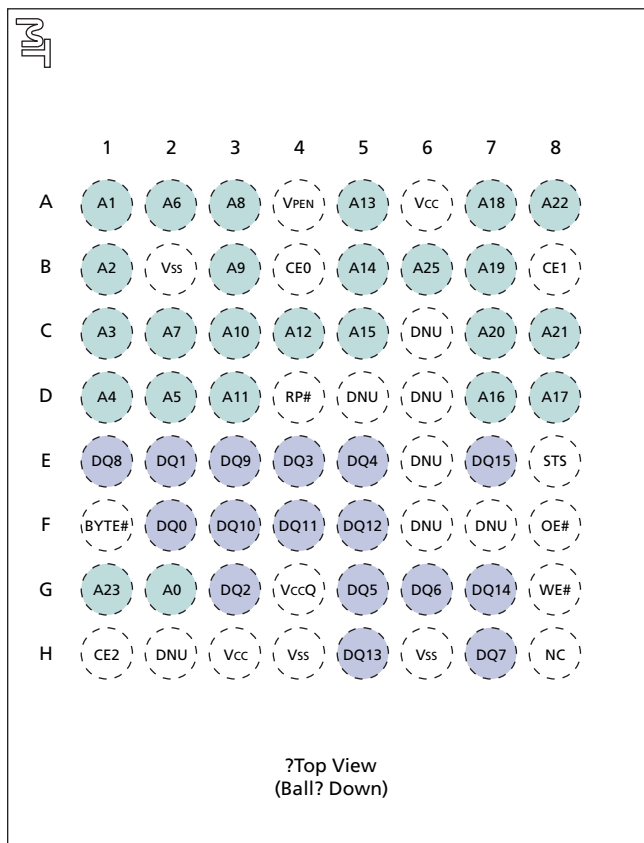 1 2 3 4 5 6 7 8
A A1 A6 A8 VPEN A13 VCC A18 A22
B A2 VSS A9 CE0 A14 A25 A19 CE1
C A3 A7 A10 A12 A15 DNU A20 A21
D A4 A5 A11 RP# DNU DNU A16 A17
E DQ8 DQ1 DQ9 DQ3 DQ4 DNU DQ15 STS
F BYTE# DQ0 DQ10 DQ11 DQ12 DNU DNU OE#
G A23 A0 DQ2 VCCQ DQ5 DQ6 DQ14 WE#
H CE2 DNU VCC VSS DQ13 VSS DQ7 NC
?Top View
(Ball? Down)